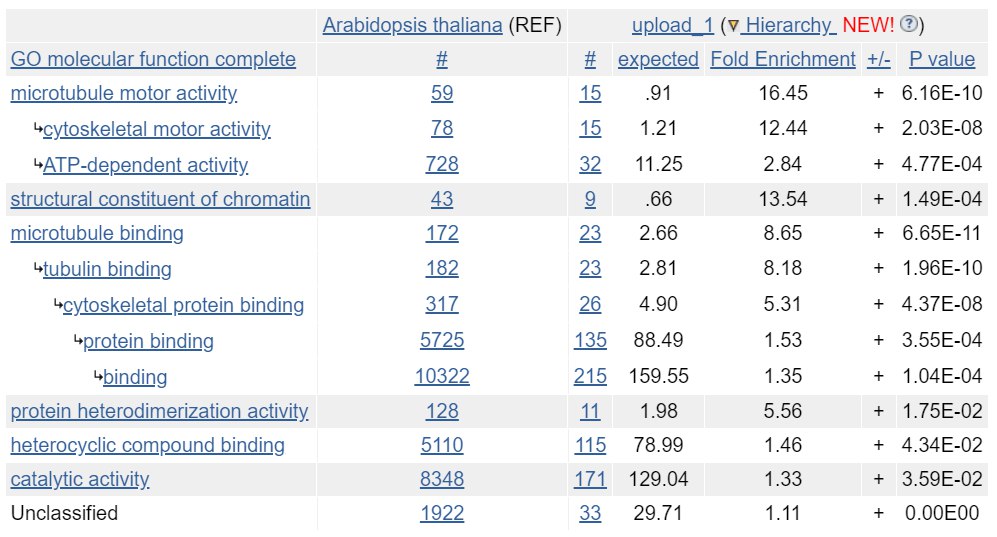 Arabidopsis thaliana (REF) upload_1 (▼ Hierarchy NEW! ?)
GO molecular function complete # # expected Fold Enrichment +/- P value
microtubule motor activity 59 15 .91 16.45 + 6.16E-10
↳cytoskeletal motor activity 78 15 1.21 12.44 + 2.03E-08
↳ATP-dependent activity 728 32 11.25 2.84 + 4.77E-04
structural constituent of chromatin 43 9 .66 13.54 + 1.49E-04
microtubule binding 172 23 2.66 8.65 + 6.65E-11
↳tubulin binding 182 23 2.81 8.18 + 1.96E-10
↳cytoskeletal protein binding 317 26 4.90 5.31 + 4.37E-08
↳protein binding 5725 135 88.49 1.53 + 3.55E-04
↳binding 10322 215 159.55 1.35 + 1.04E-04
protein heterodimerization activity 128 11 1.98 5.56 + 1.75E-02
heterocyclic compound binding 5110 115 78.99 1.46 + 4.34E-02
catalytic activity 8348 171 129.04 1.33 + 3.59E-02
Unclassified 1922 33 29.71 1.11 + 0.00E00